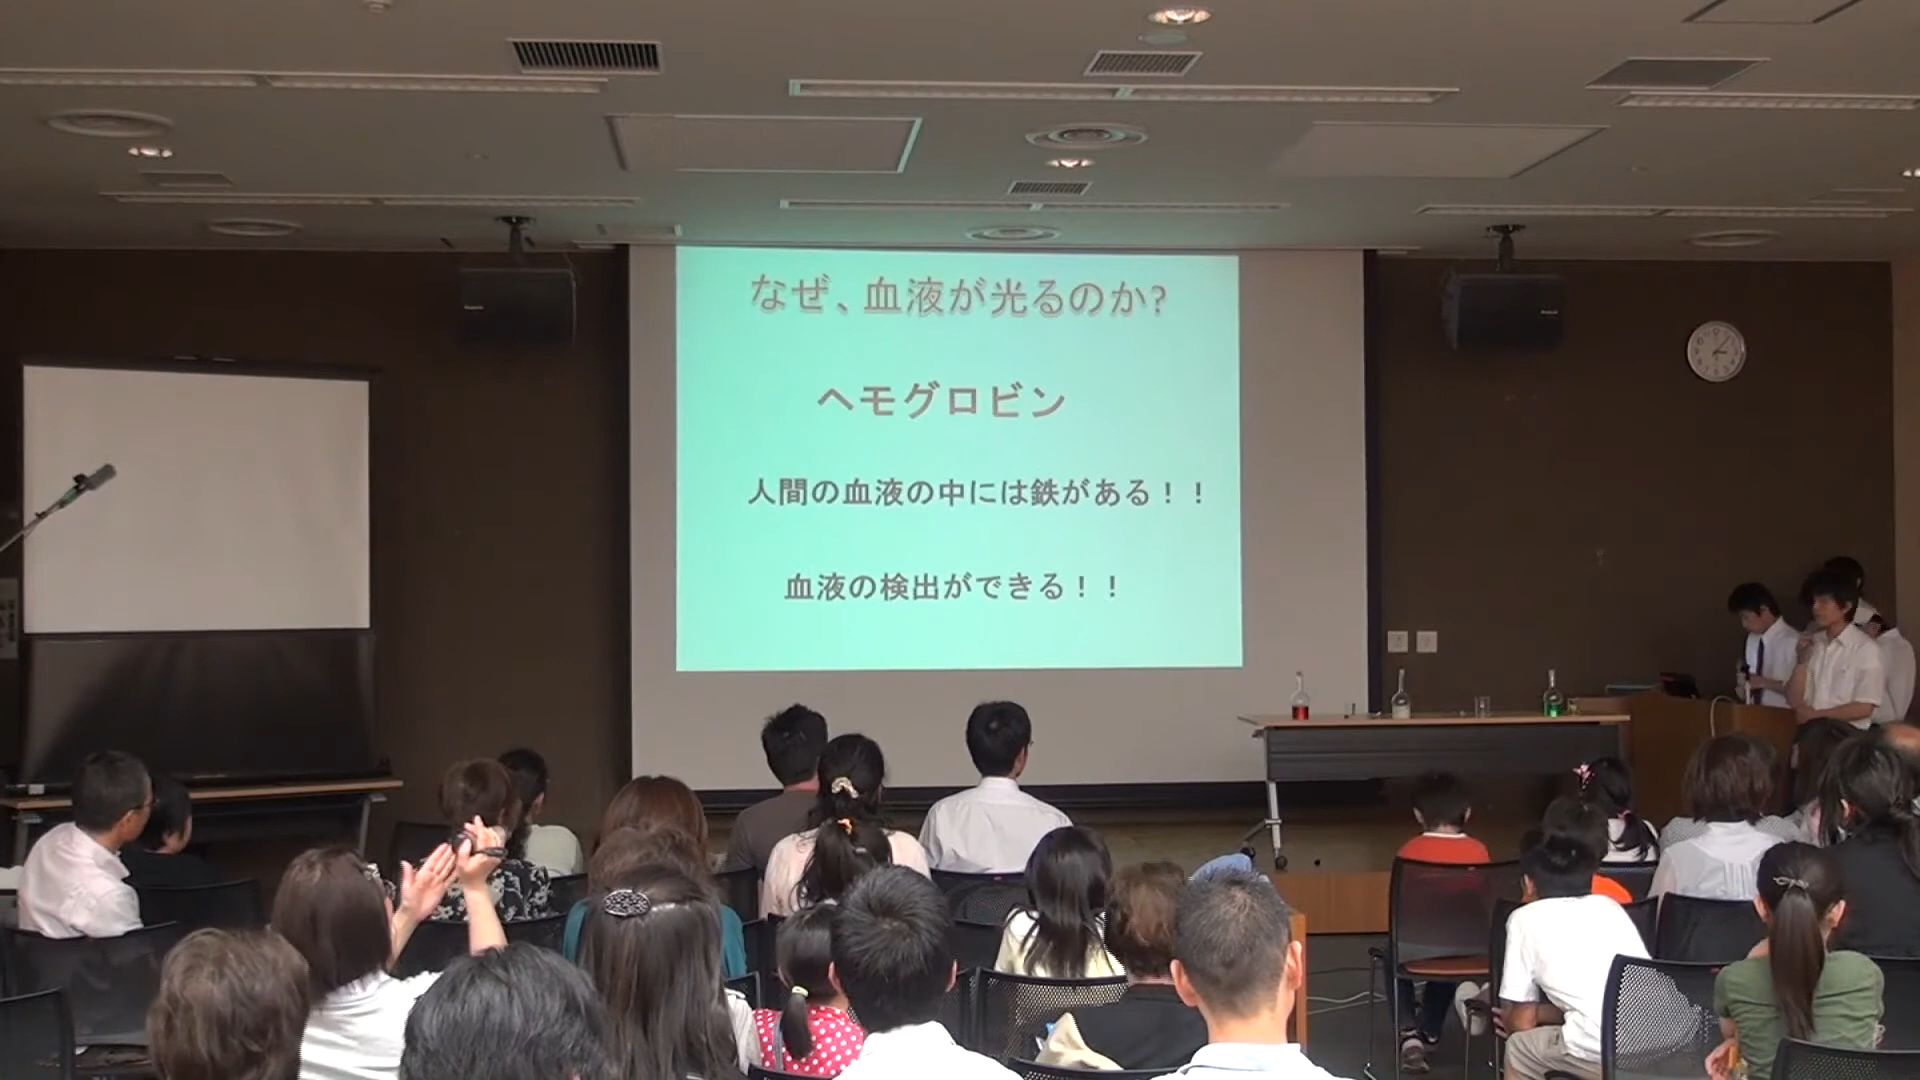 なぜ、血液が光るのか?
ヘモグロビン
人間の血液の中には鉄がある！！
血液の検出ができる！！